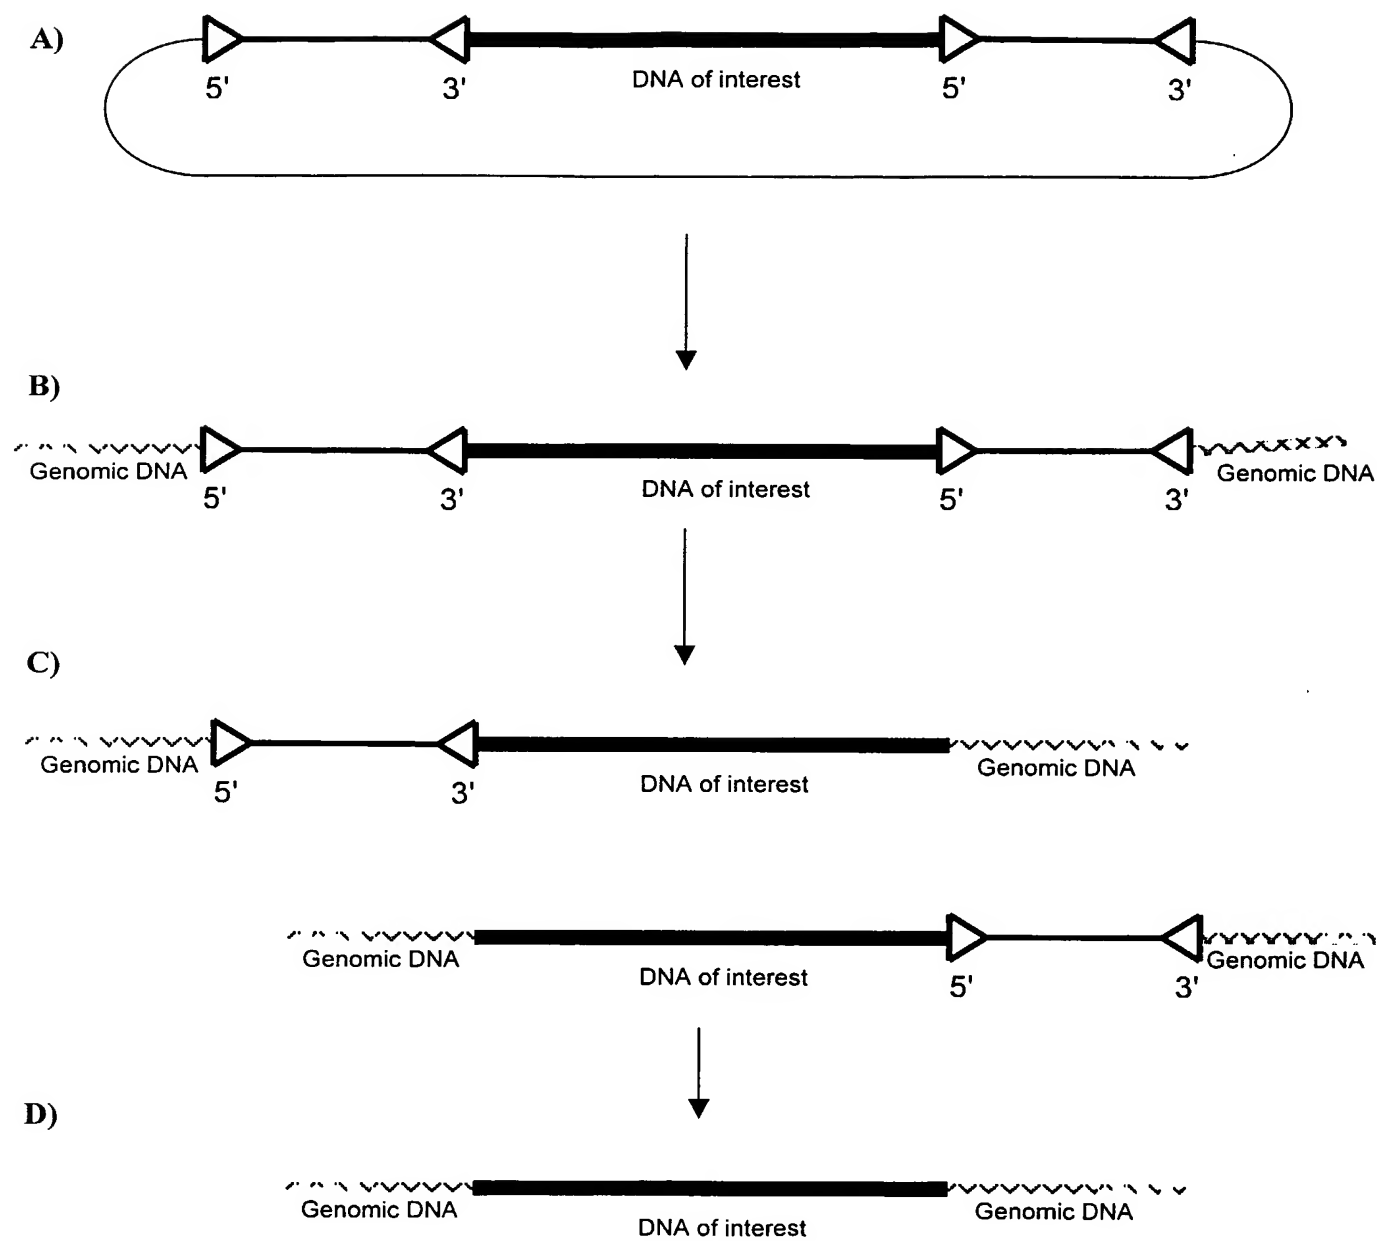 A)
5' 3' DNA of interest 5' 3'
B)
Genomic DNA 5' 3' DNA of interest 5' 3' Genomic DNA
C)
Genomic DNA 5' 3' DNA of interest Genomic DNA
Genomic DNA DNA of interest 5' 3' Genomic DNA
D)
Genomic DNA DNA of interest Genomic DNA